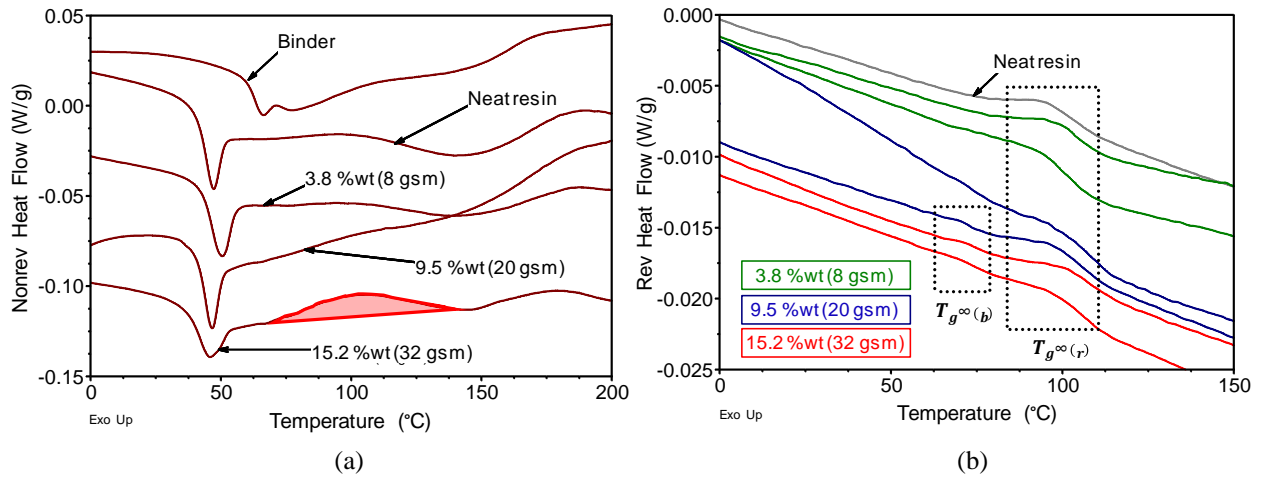 0.05
0.00
-0.05
-0.10
-0.15
Nonrev Heat Flow (W/g)
Binder
Neat resin
3.8 %wt (8 gsm)
9.5 %wt (20 gsm)
15.2 %wt (32 gsm)
0 50 100 150 200
Exo Up
Temperature (°C)
(a)
0.000
-0.005
-0.010
-0.015
-0.020
-0.025
Rev Heat Flow (W/g)
Neat resin
3.8 %wt (8 gsm)
9.5 %wt (20 gsm)
15.2 %wt (32 gsm)
Tg∞(b)
Tg∞(r)
0 50 100 150
Exo Up
Temperature (°C)
(b)